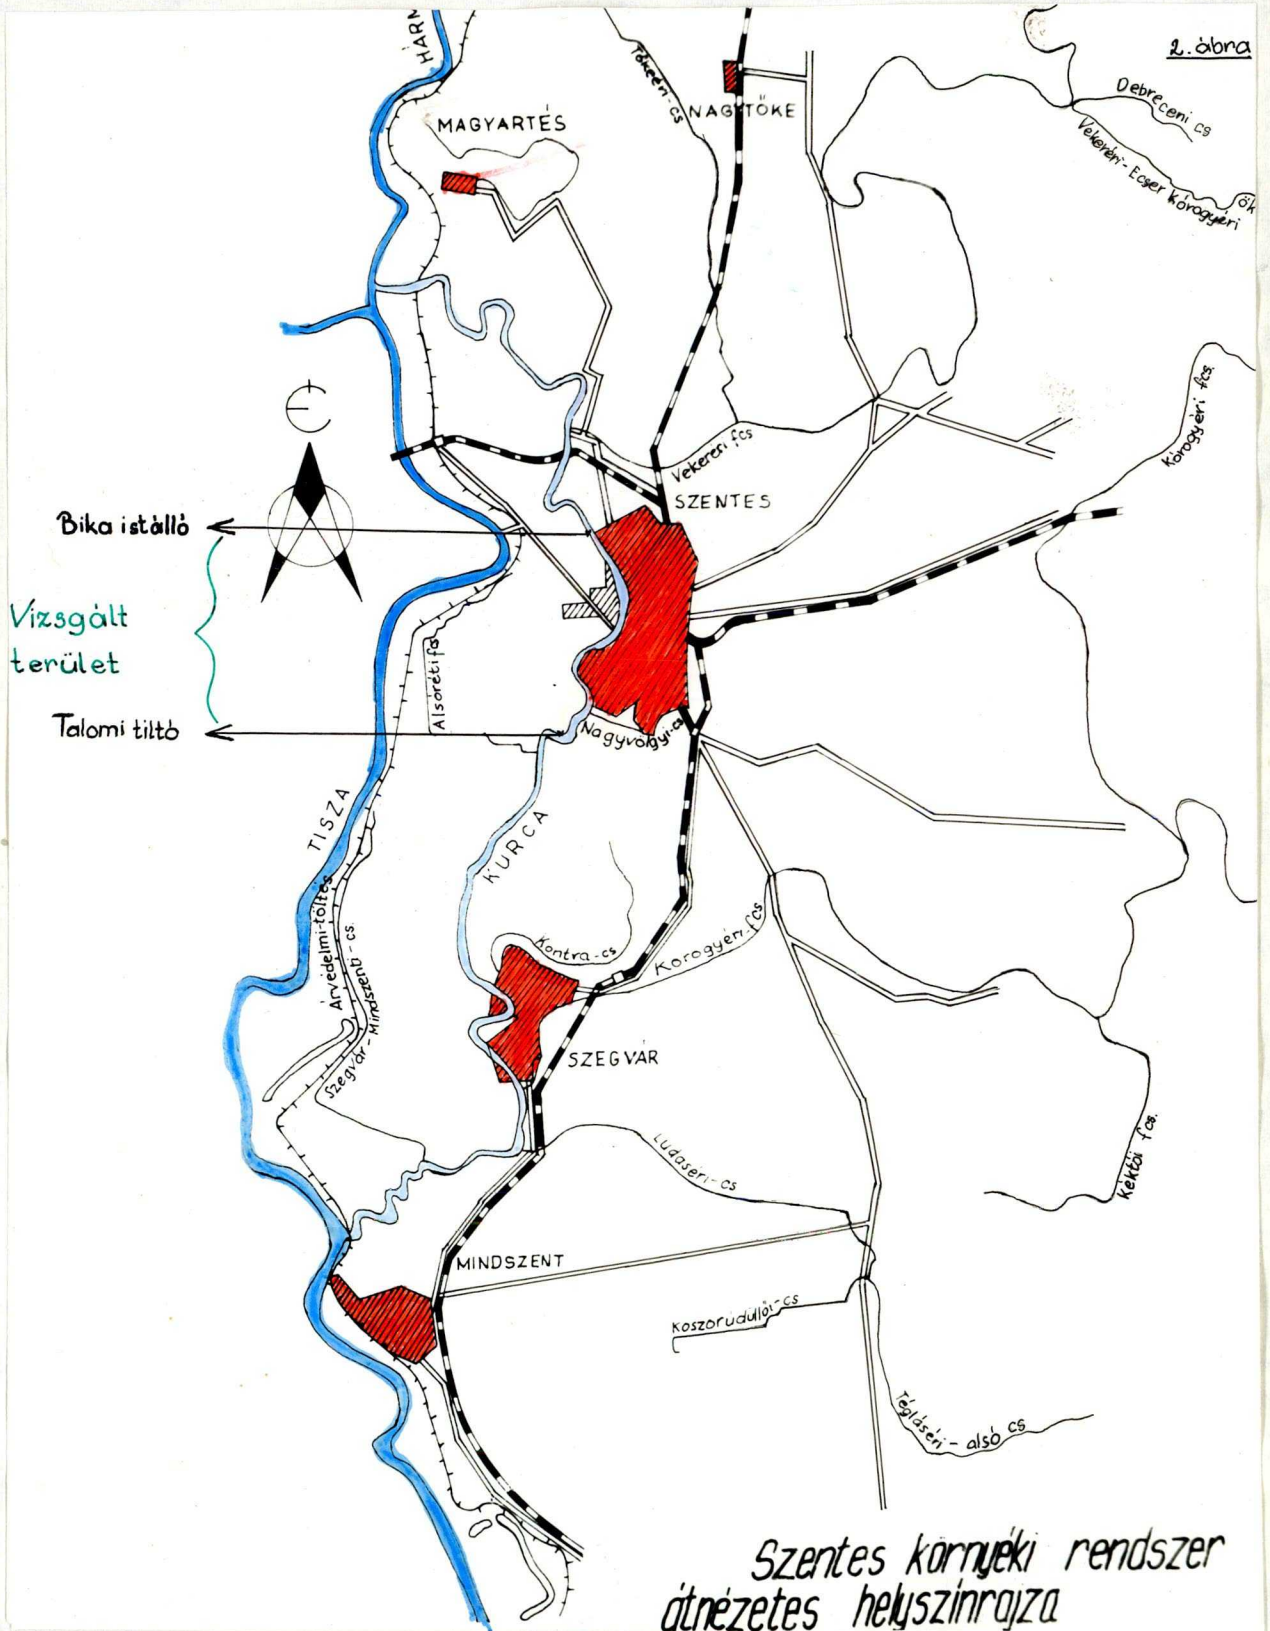 2. ábra
HÁRM
Tőkeéri-cs
NAGYTŐKE
MAGYARTÉS
Debreceni cs
Vekeréri-Ecser Kórogyéri
ök
Kórogyéri fcs.
Vekeréri fcs
SZENTES
Bika istálló
Vizsgált
terület
Alsóréti fcs
Talomi tiltó
Nagyvölgyi-cs
TISZA
KURCA
Árvédelmi-töltés
Szegvár-Mindszenti-cs.
Kontra-cs
Korogyéri-fcs
SZEGVÁR
Ludaséri-cs
Kéktói fcs.
MINDSZENT
Koszorúdűllői-cs
Tégláséri-alsó cs
Szentes környéki rendszer
átnézetes helyszínrajza